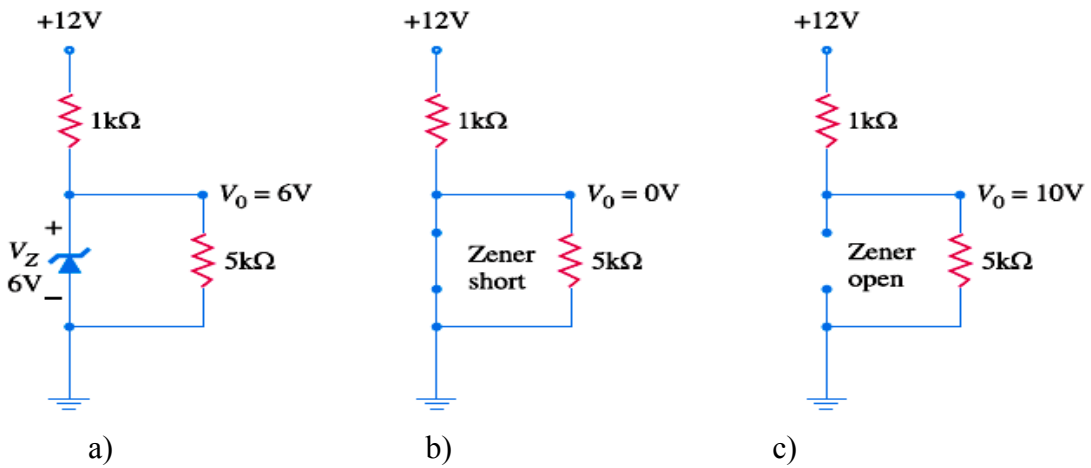 +12V
1kΩ
V₀ = 6V
+
V_Z
6V
−
5kΩ
a)
+12V
1kΩ
V₀ = 0V
Zener
short
5kΩ
b)
+12V
1kΩ
V₀ = 10V
Zener
open
5kΩ
c)